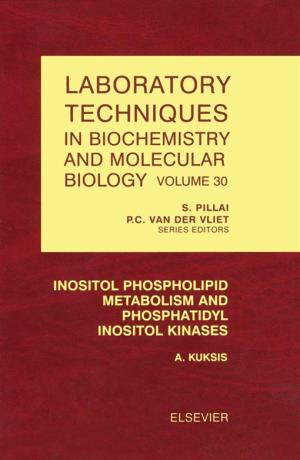 LABORATORY
TECHNIQUES
IN BIOCHEMISTRY
AND MOLECULAR
BIOLOGY VOLUME 30
S. PILLAI
P.C. VAN DER VLIET
SERIES EDITORS
INOSITOL PHOSPHOLIPID
METABOLISM AND
PHOSPHATIDYL
INOSITOL KINASES
A. KUKSIS
ELSEVIER